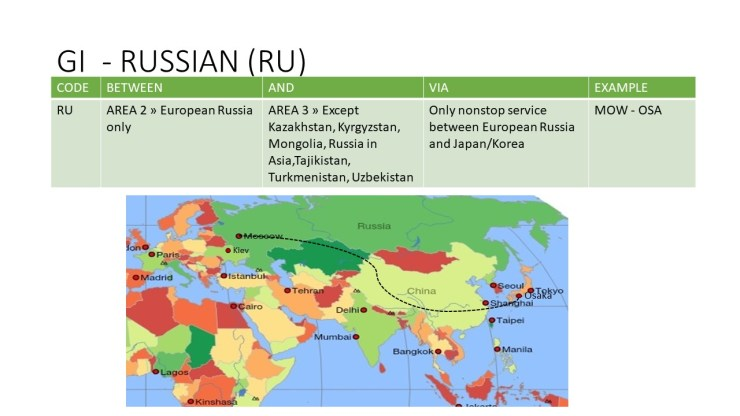 GI - RUSSIAN (RU)
CODE BETWEEN AND VIA EXAMPLE
RU
AREA 2 » European Russia
only
AREA 3 » Except
Kazakhstan, Kyrgyzstan,
Mongolia, Russia in
Asia,Tajikistan,
Turkmenistan, Uzbekistan
Only nonstop service
between European Russia
and Japan/Korea
MOW - OSA
Russia
Moscow
don
Paris
Kiev
Madrid
Istanbul
Tehran
China
Seoul
Tokyo
Osaka
Shanghai
Cairo
Delhi
Taipei
Mumbai
Bangkok
Manila
Lagos
Kinshasa
Jakarta